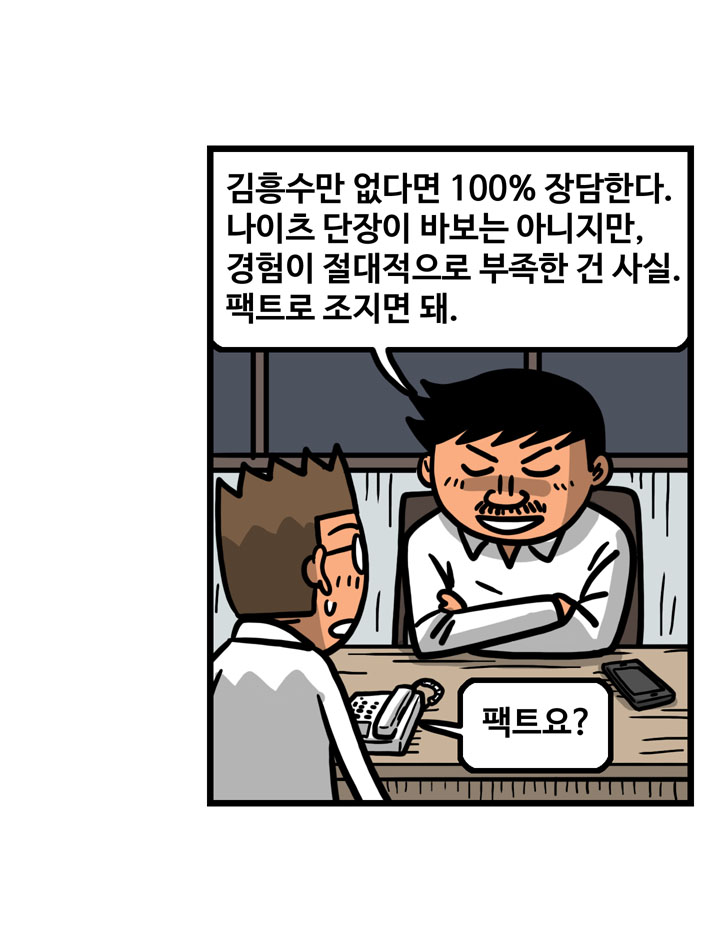 김흥수만 없다면 100% 장담한다.
나이츠 단장이 바보는 아니지만,
경험이 절대적으로 부족한 건 사실.
팩트로 조지면 돼.
팩트요?